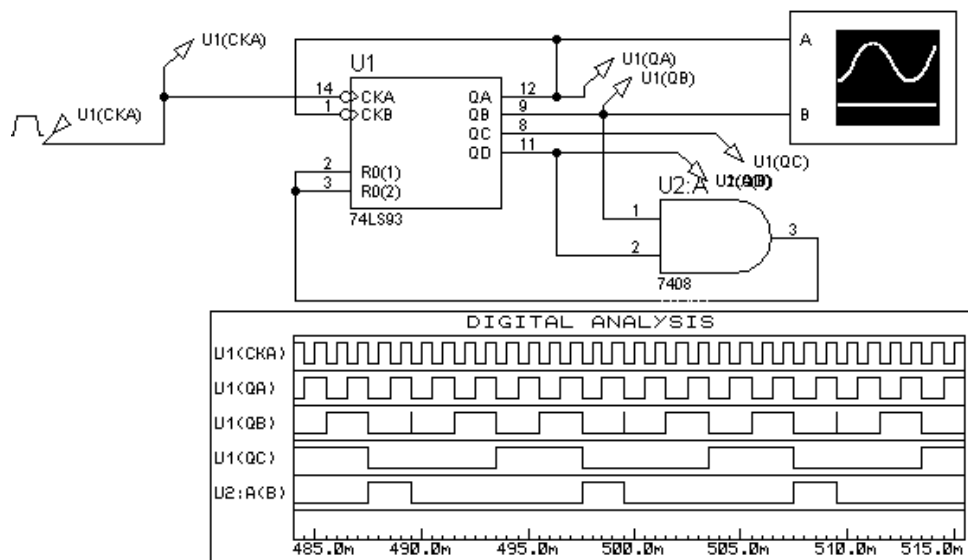 U1(CKA)
U1(CKA)
U1
14
CKA
1
CKB
2
R0(1)
3
R0(2)
QA
12
QB
9
QC
8
QD
11
74LS93
U1(QA)
U1(QB)
U1(QC)
A
B
U2:A
1
2
3
7408
DIGITAL ANALYSIS
U1(CKA)
U1(QA)
U1(QB)
U1(QC)
U2:A(B)
485.0m 490.0m 495.0m 500.0m 505.0m 510.0m 515.0m